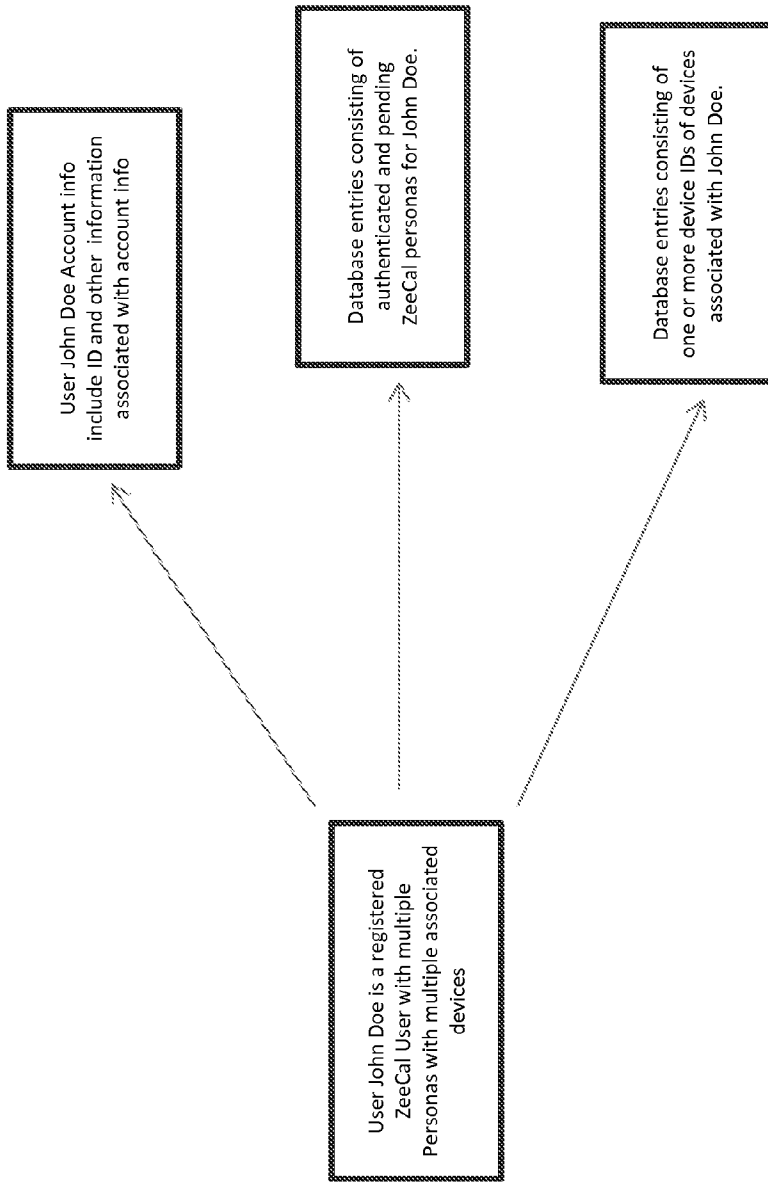 User John Doe is a registered
ZeeCal User with multiple
Personas with multiple associated
devices
User John Doe Account info
include ID and other information
associated with account info
Database entries consisting of
authenticated and pending
ZeeCal personas for John Doe.
Database entries consisting of
one or more device IDs of devices
associated with John Doe.